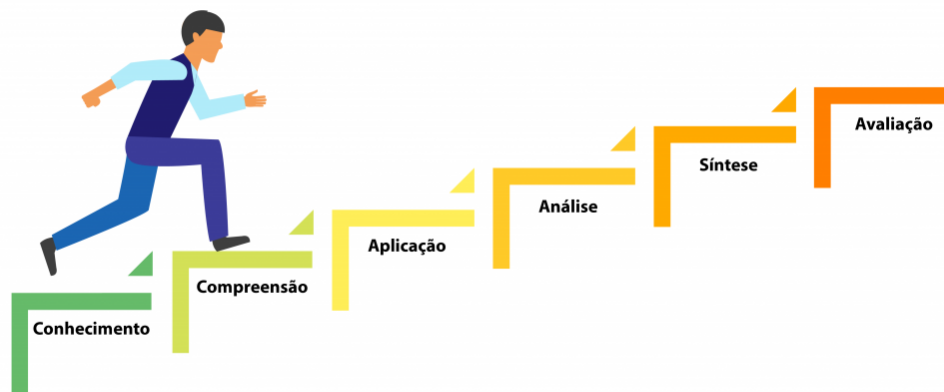 Conhecimento
Compreensão
Aplicação
Análise
Síntese
Avaliação